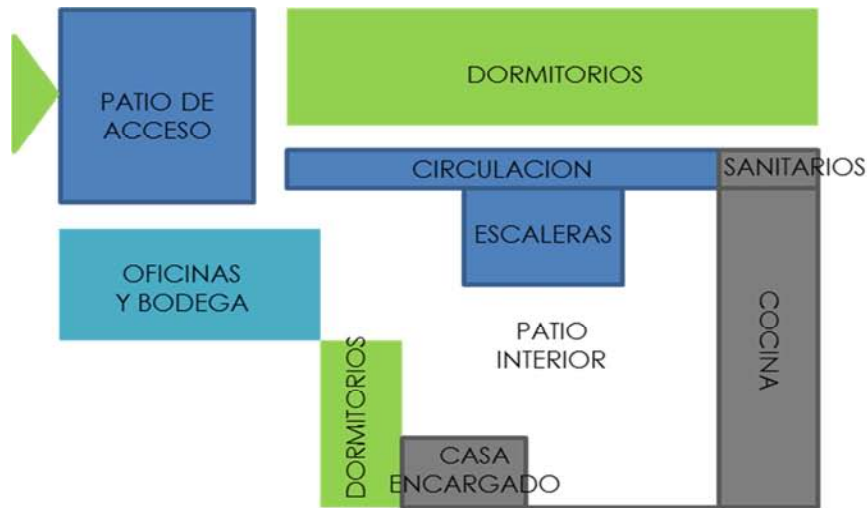 PATIO DE
ACCESO
DORMITORIOS
CIRCULACION
SANITARIOS
ESCALERAS
OFICINAS
Y BODEGA
PATIO
INTERIOR
COCINA
DORMITORIOS
CASA
ENCARGADO